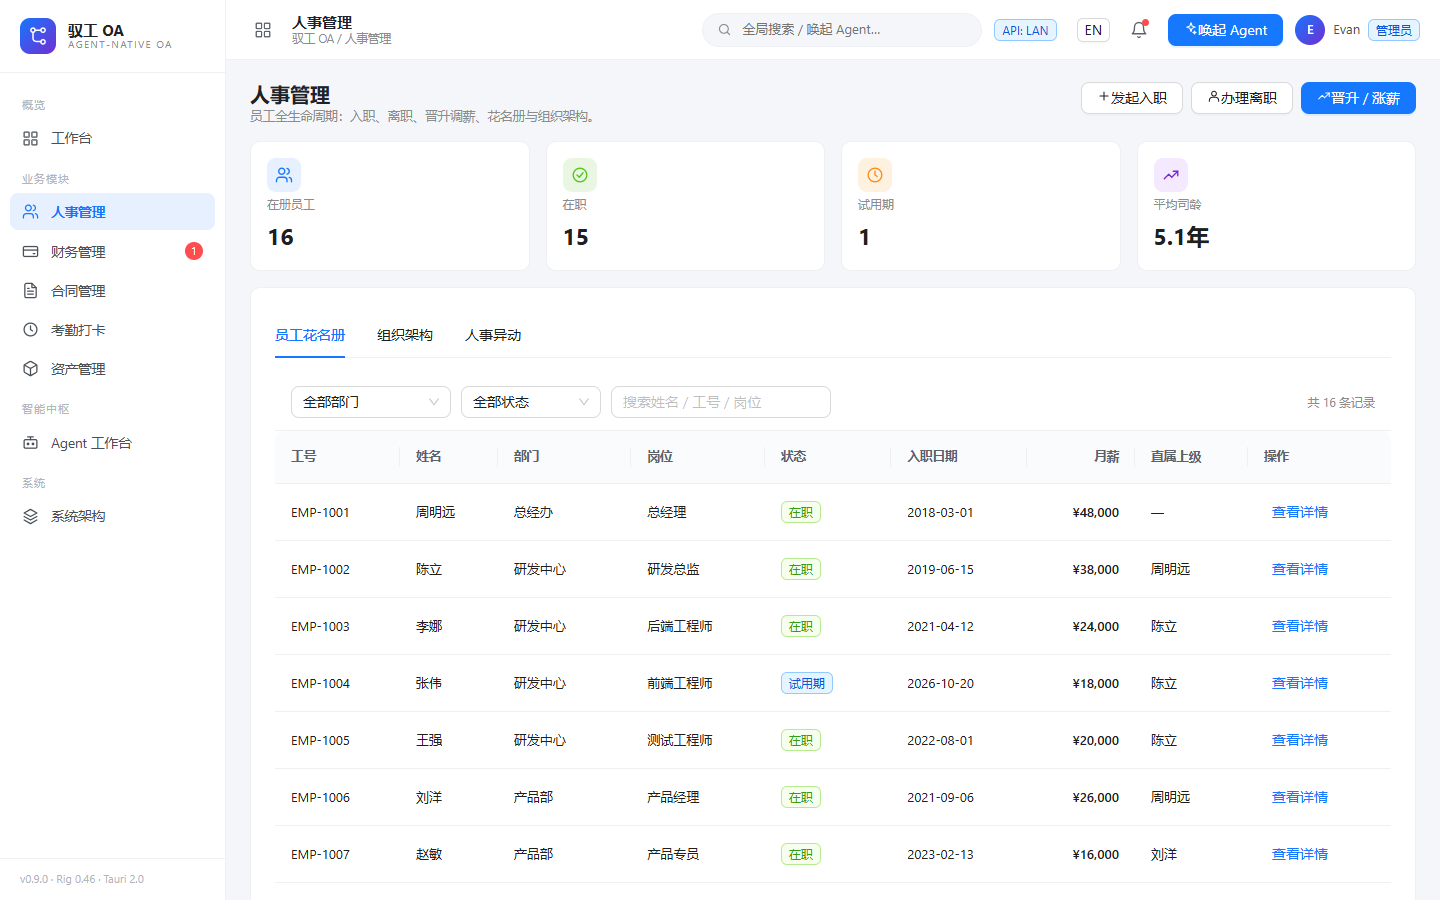 驭工 OA
AGENT-NATIVE OA
概览
工作台
业务模块
人事管理
财务管理
1
合同管理
考勤打卡
资产管理
智能中枢
Agent 工作台
系统
系统架构
v0.9.0 · Rig 0.46 · Tauri 2.0
人事管理
驭工 OA / 人事管理
全局搜索 / 唤起 Agent...
API: LAN
EN
唤起 Agent
E
Evan
管理员
人事管理
员工全生命周期：入职、离职、晋升调薪、花名册与组织架构。
发起入职
办理离职
晋升 / 涨薪
在册员工
16
在职
15
试用期
1
平均司龄
5.1年
员工花名册 组织架构 人事异动
全部部门
全部状态
搜索姓名 / 工号 / 岗位
共 16 条记录
工号 姓名 部门 岗位 状态 入职日期 月薪 直属上级 操作
EMP-1001 周明远 总经办 总经理 在职 2018-03-01 ¥48,000 — 查看详情
EMP-1002 陈立 研发中心 研发总监 在职 2019-06-15 ¥38,000 周明远 查看详情
EMP-1003 李娜 研发中心 后端工程师 在职 2021-04-12 ¥24,000 陈立 查看详情
EMP-1004 张伟 研发中心 前端工程师 试用期 2026-10-20 ¥18,000 陈立 查看详情
EMP-1005 王强 研发中心 测试工程师 在职 2022-08-01 ¥20,000 陈立 查看详情
EMP-1006 刘洋 产品部 产品经理 在职 2021-09-06 ¥26,000 周明远 查看详情
EMP-1007 赵敏 产品部 产品专员 在职 2023-02-13 ¥16,000 刘洋 查看详情